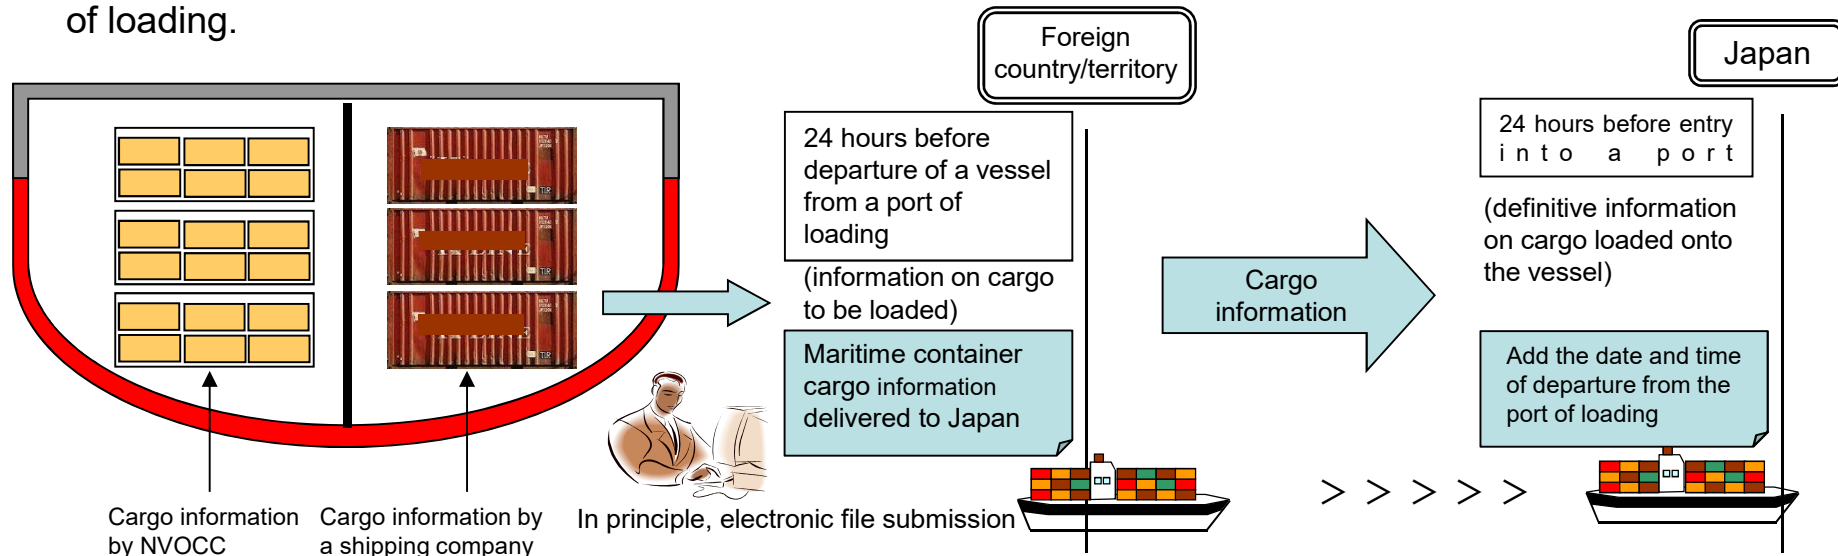 of loading.
Foreign
country/territory
Japan
24 hours before
departure of a vessel
from a port of
loading
(information on cargo
to be loaded)
Maritime container
cargo information
delivered to Japan
Cargo
information
24 hours before entry
into a port
(definitive information
on cargo loaded onto
the vessel)
Add the date and time
of departure from the
port of loading
Cargo information
by NVOCC
Cargo information by
a shipping company
In principle, electronic file submission
> > > > >